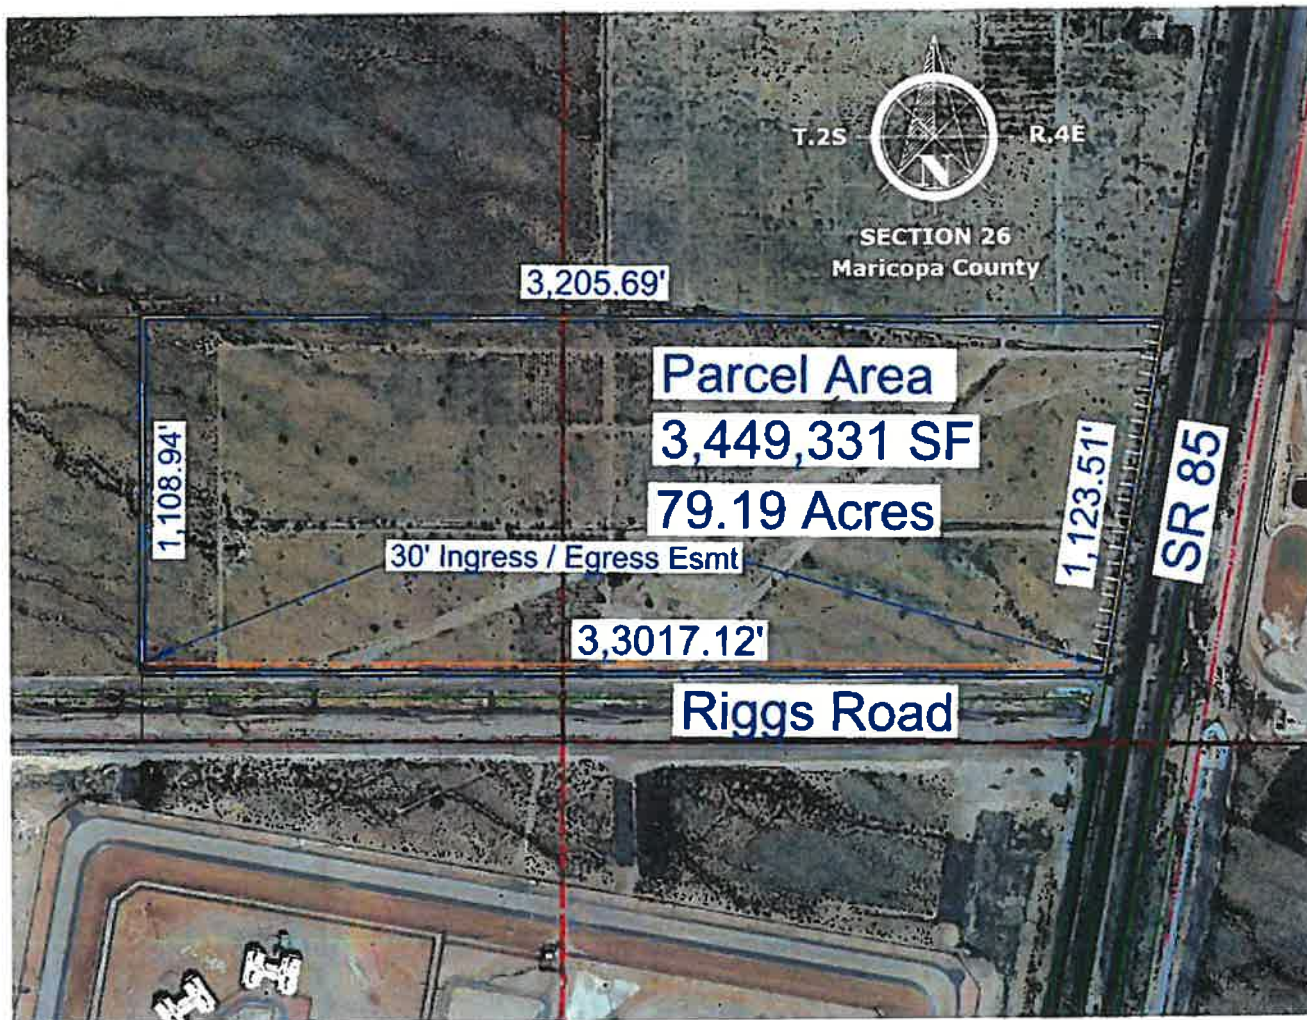 T.2S
R.4E
N
SECTION 26
Maricopa County
3,205.69'
Parcel Area
3,449,331 SF
79.19 Acres
1,108.94'
1,123.51'
SR 85
30' Ingress / Egress Esmt
3,3017.12'
Riggs Road